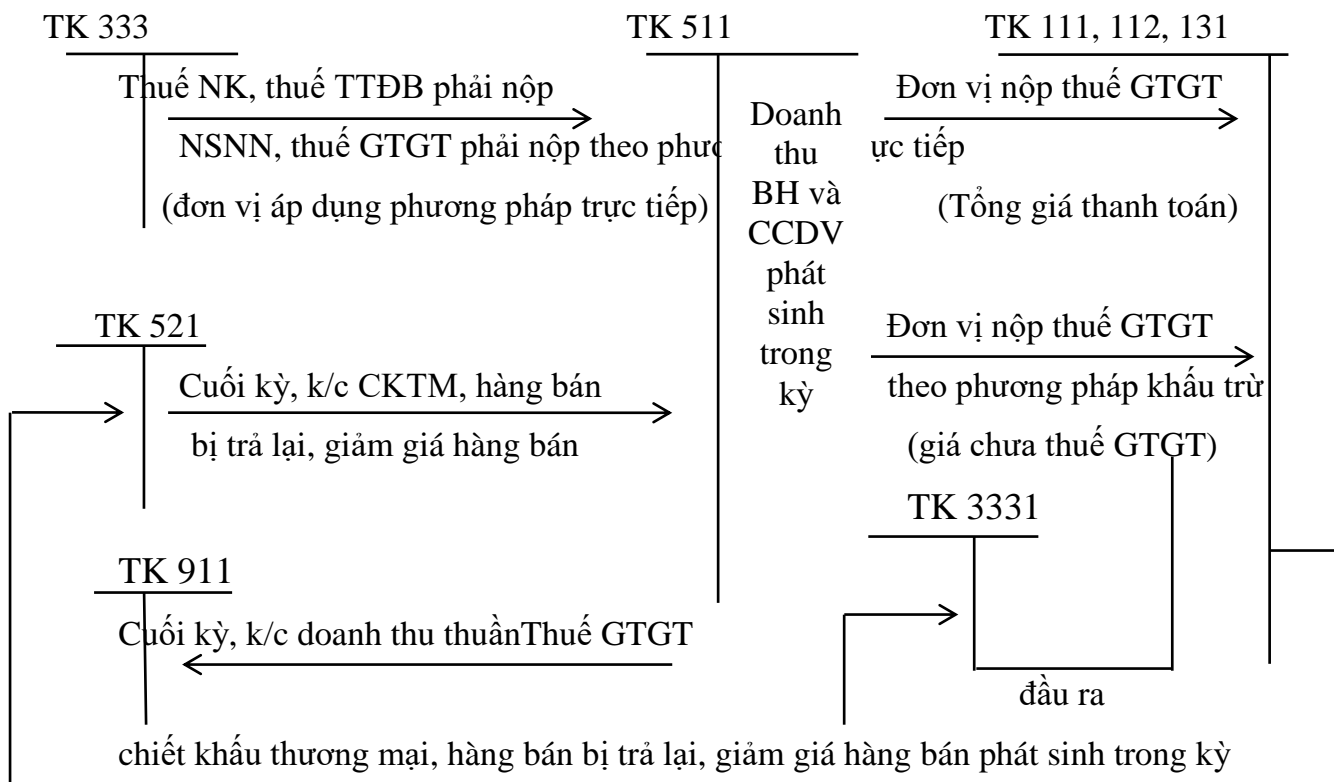 TK 333
TK 511
TK 111, 112, 131
Thuế NK, thuế TTĐB phải nộp
NSNN, thuế GTGT phải nộp theo
(đơn vị áp dụng phương pháp trực tiếp)
Doanh
thu
BH và
CCDV
phát
sinh
trong
kỳ
Đơn vị nộp thuế GTGT
tiếp
(Tổng giá thanh toán)
TK 521
Cuối kỳ, k/c CKTM, hàng bán
bị trả lại, giảm giá hàng bán
Đơn vị nộp thuế GTGT
theo phương pháp khấu trừ
(giá chưa thuế GTGT)
TK 3331
TK 911
Cuối kỳ, k/c doanh thu thuầnThuế GTGT
đầu ra
chiết khấu thương mại, hàng bán bị trả lại, giảm giá hàng bán phát sinh trong kỳ